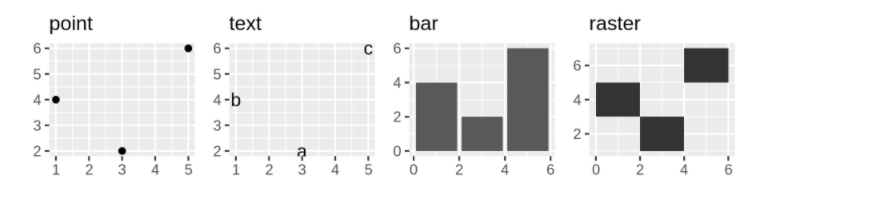 point text bar raster
6 5 4 3 2
1 2 3 4 5
6 5 4 3 2
c
b
a
1 2 3 4 5
6 4 2 0
0 2 4 6
6 4 2
0 2 4 6